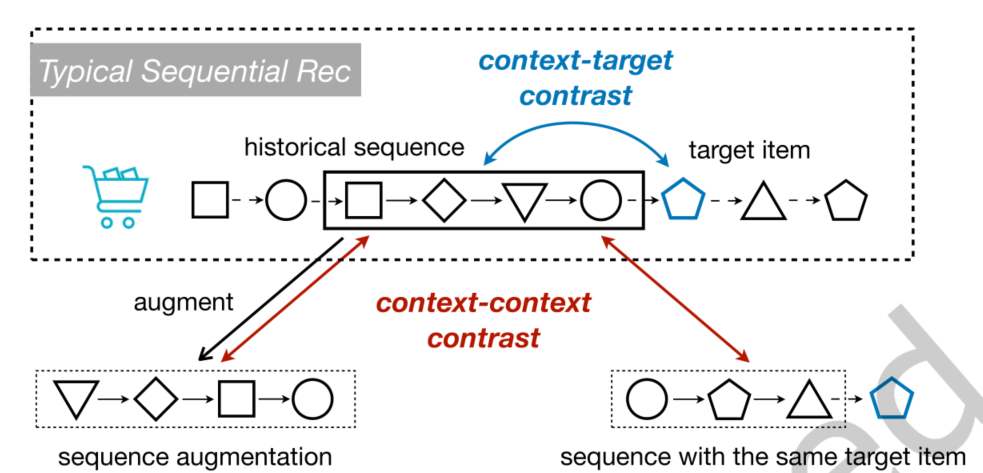 Typical Sequential Rec
context-target
contrast
historical sequence
target item
augment
context-context
contrast
sequence augmentation
sequence with the same target item